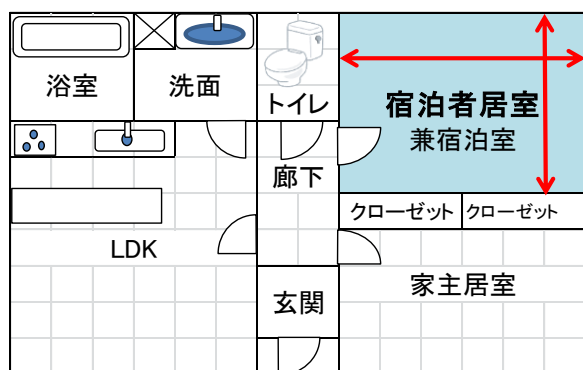 浴室
洗面
トイレ
宿泊者居室
兼宿泊室
廊下
クローゼット
クローゼット
LDK
家主居室
玄関